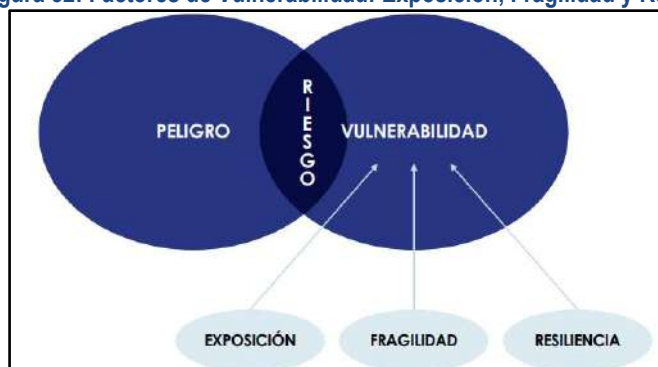 Factores de Vulnerabilidad: Exposición, Fragilidad y
PELIGRO
RIESGO
VULNERABILIDAD
EXPOSICIÓN
FRAGILIDAD
RESILIENCIA